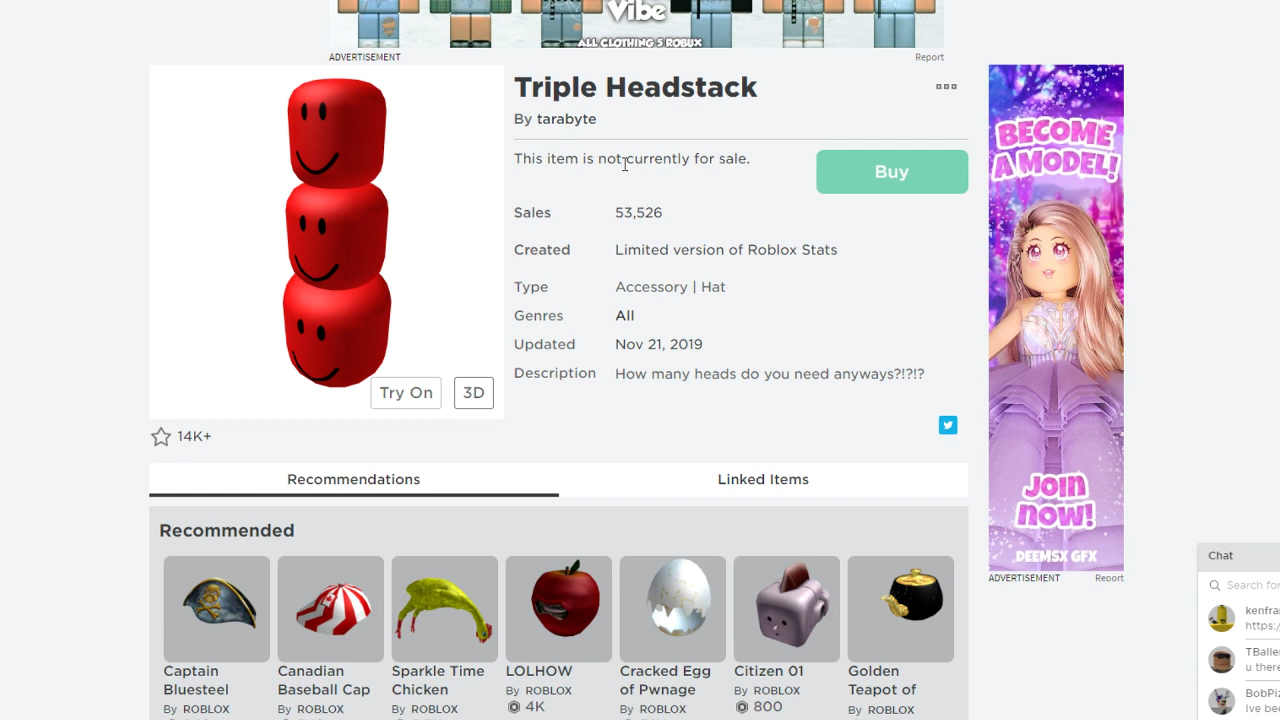 Vibe
ALL CLOTHING 5 ROBUX
ADVERTISEMENT
Report
Triple Headstack
By tarabyte
This item is not currently for sale.
Buy
Sales 53,526
Created Limited version of Roblox Stats
Type Accessory | Hat
Genres All
Updated Nov 21, 2019
Description How many heads do you need anyways?!?!?
Try On
3D
14K+
BECOME
A MODEL!
JOIN
NOW!
DEEMSX GFX
ADVERTISEMENT
Report
Recommendations
Linked Items
Recommended
Captain
Bluesteel
By ROBLOX
Canadian
Baseball Cap
By ROBLOX
Sparkle Time
Chicken
By ROBLOX
LOLHOW
By ROBLOX
4K
Cracked Egg
of Pwnage
By ROBLOX
Citizen 01
By ROBLOX
800
Golden
Teapot of
By ROBLOX
Chat
Search for
kenfra
https:/
TBalle
u there
BobPiz
Ive bee